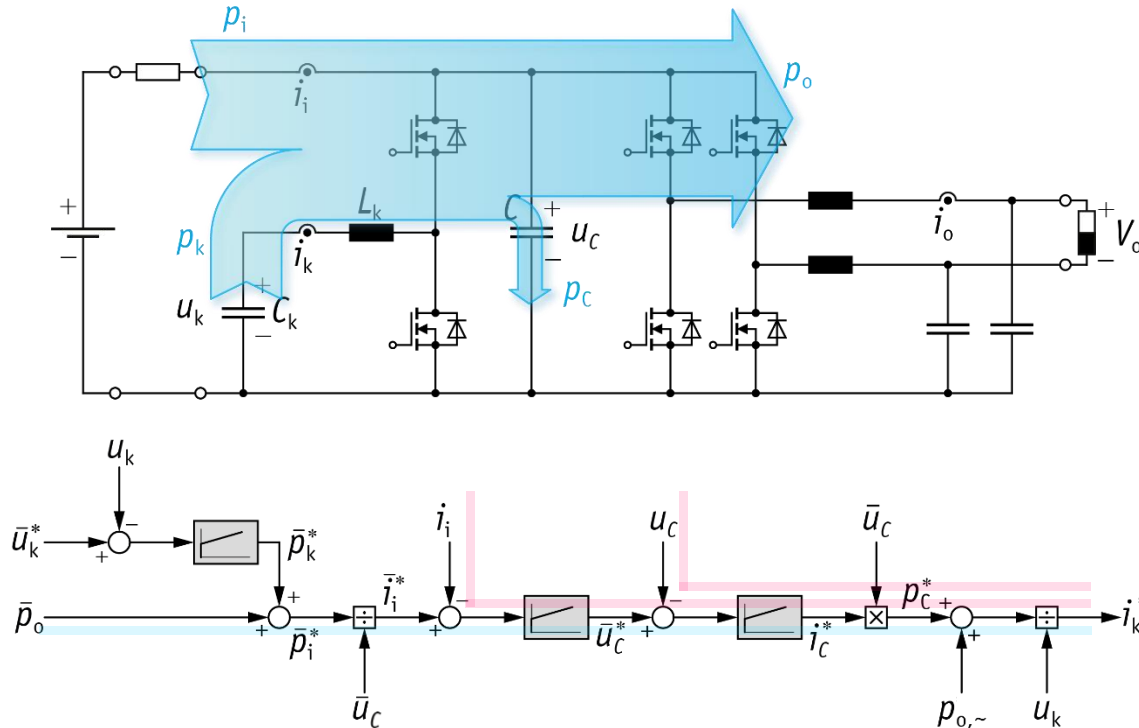 p_i
p_o
i_i
L_k
C
+
u_C
−
i_o
+
V_o
−
+
−
p_k
i_k
p_C
u_k
+
C_k
−
u_k
−
ū_k*
+
p̄_k*
i_i
u_C
ū_C
p̄_o
+
+
p̄_i*
÷
ī_i*
−
+
ū_C*
−
+
i_C*
×
p_C*
+
+
÷
i_k*
ū_C
p_o,~
u_k